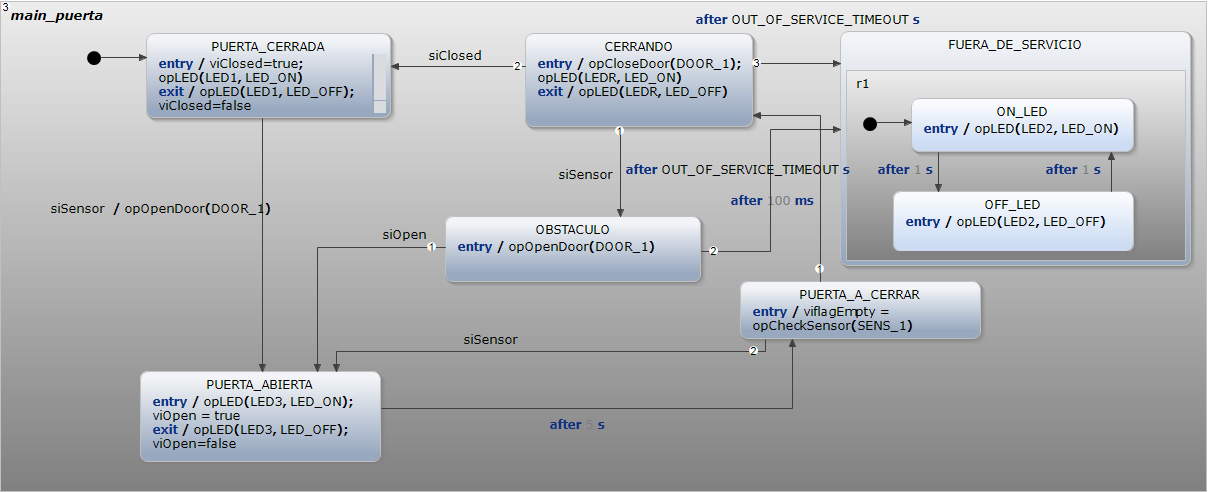 3
main_puerta
after OUT_OF_SERVICE_TIMEOUT s
PUERTA_CERRADA
entry / viClosed=true;
opLED(LED1, LED_ON)
exit / opLED(LED1, LED_OFF);
viClosed=false
siClosed
2
CERRANDO
entry / opCloseDoor(DOOR_1);
opLED(LEDR, LED_ON)
exit / opLED(LEDR, LED_OFF)
3
1
FUERA_DE_SERVICIO
r1
ON_LED
entry / opLED(LED2, LED_ON)
after 1 s
after 1 s
OFF_LED
entry / opLED(LED2, LED_OFF)
siSensor
after OUT_OF_SERVICE_TIMEOUT s
after 100 ms
siSensor / opOpenDoor(DOOR_1)
OBSTACULO
entry / opOpenDoor(DOOR_1)
siOpen
1
2
1
PUERTA_A_CERRAR
entry / viflagEmpty =
opCheckSensor(SENS_1)
siSensor
2
PUERTA_ABIERTA
entry / opLED(LED3, LED_ON);
viOpen = true
exit / opLED(LED3, LED_OFF);
viOpen=false
after 5 s